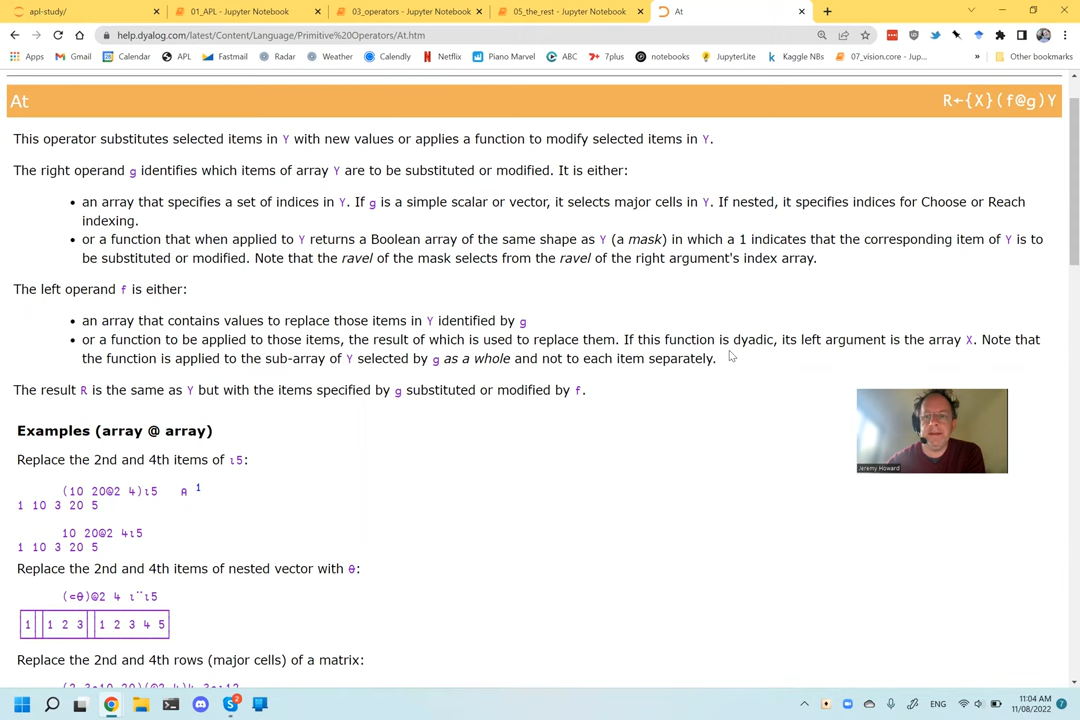 apl-study/
01_APL - Jupyter Notebook
03_operators - Jupyter Notebook
05_the_rest - Jupyter Notebook
At
help.dyalog.com/latest/Content/Language/Primitive%20Operators/At.htm
Apps Gmail Calendar APL Fastmail Radar Weather Calendly Netflix Piano Marvel ABC 7plus notebooks JupyterLite Kaggle NBs 07_vision.core - Jup... » Other bookmarks
At R←{X}(f@g)Y
This operator substitutes selected items in Y with new values or applies a function to modify selected items in Y.
The right operand g identifies which items of array Y are to be substituted or modified. It is either:
• an array that specifies a set of indices in Y. If g is a simple scalar or vector, it selects major cells in Y. If nested, it specifies indices for Choose or Reach
indexing.
• or a function that when applied to Y returns a Boolean array of the same shape as Y (a mask) in which a 1 indicates that the corresponding item of Y is to
be substituted or modified. Note that the ravel of the mask selects from the ravel of the right argument's index array.
The left operand f is either:
• an array that contains values to replace those items in Y identified by g
• or a function to be applied to those items, the result of which is used to replace them. If this function is dyadic, its left argument is the array X. Note that
the function is applied to the sub-array of Y selected by g as a whole and not to each item separately.
The result R is the same as Y but with the items specified by g substituted or modified by f.
Examples (array @ array)
Replace the 2nd and 4th items of ⍳5:
(10 20@2 4)⍳5 ⍝ 1
1 10 3 20 5
10 20@2 4⍳5
1 10 3 20 5
Replace the 2nd and 4th items of nested vector with ⍬:
(⊂⍬)@2 4 ⍳¨⍳5
1 1 2 3 1 2 3 4 5
Replace the 2nd and 4th rows (major cells) of a matrix:
Jeremy Howard
2
ENG
11:04 AM
11/08/2022
7